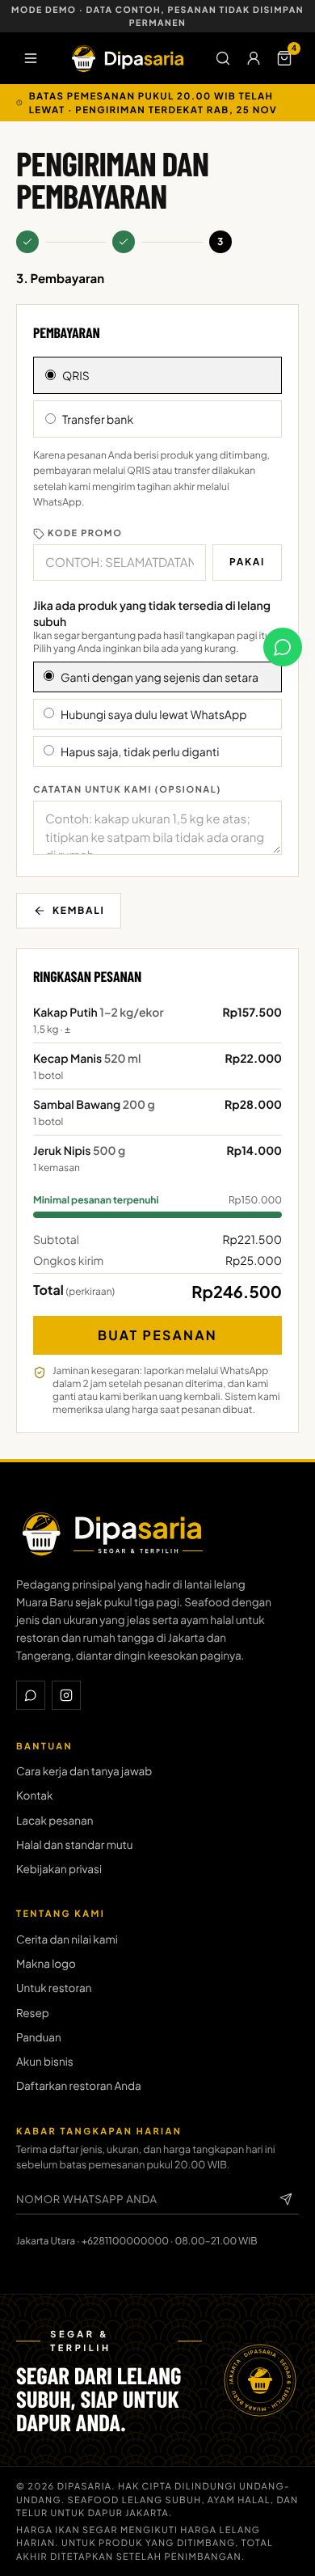 MODE DEMO · DATA CONTOH, PESANAN TIDAK DISIMPAN
PERMANEN
Dipasaria
4
BATAS PEMESANAN PUKUL 20.00 WIB TELAH
LEWAT · PENGIRIMAN TERDEKAT RAB, 25 NOV
PENGIRIMAN DAN
PEMBAYARAN
3
3. Pembayaran
PEMBAYARAN
QRIS
Transfer bank
Karena pesanan Anda berisi produk yang ditimbang,
pembayaran melalui QRIS atau transfer dilakukan
setelah kami mengirim tagihan akhir melalui
WhatsApp.
KODE PROMO
CONTOH: SELAMATDATAN
PAKAI
Jika ada produk yang tidak tersedia di lelang
subuh
Ikan segar bergantung pada hasil tangkapan pagi itu.
Pilih yang Anda inginkan bila ada yang kurang.
Ganti dengan yang sejenis dan setara
Hubungi saya dulu lewat WhatsApp
Hapus saja, tidak perlu diganti
CATATAN UNTUK KAMI (OPSIONAL)
Contoh: kakap ukuran 1,5 kg ke atas;
titipkan ke satpam bila tidak ada orang
di rumah
KEMBALI
RINGKASAN PESANAN
Kakap Putih 1–2 kg/ekor Rp157.500
1,5 kg · ±
Kecap Manis 520 ml Rp22.000
1 botol
Sambal Bawang 200 g Rp28.000
1 botol
Jeruk Nipis 500 g Rp14.000
1 kemasan
Minimal pesanan terpenuhi Rp150.000
Subtotal Rp221.500
Ongkos kirim Rp25.000
Total (perkiraan) Rp246.500
BUAT PESANAN
Jaminan kesegaran: laporkan melalui WhatsApp
dalam 2 jam setelah pesanan diterima, dan kami
ganti atau kami berikan uang kembali. Sistem kami
memeriksa ulang harga saat pesanan dibuat.
Dipasaria
SEGAR & TERPILIH
Pedagang prinsipal yang hadir di lantai lelang
Muara Baru sejak pukul tiga pagi. Seafood dengan
jenis dan ukuran yang jelas serta ayam halal untuk
restoran dan rumah tangga di Jakarta dan
Tangerang, diantar dingin keesokan paginya.
BANTUAN
Cara kerja dan tanya jawab
Kontak
Lacak pesanan
Halal dan standar mutu
Kebijakan privasi
TENTANG KAMI
Cerita dan nilai kami
Makna logo
Untuk restoran
Resep
Panduan
Akun bisnis
Daftarkan restoran Anda
KABAR TANGKAPAN HARIAN
Terima daftar jenis, ukuran, dan harga tangkapan hari ini
sebelum batas pemesanan pukul 20.00 WIB.
NOMOR WHATSAPP ANDA
Jakarta Utara · +6281100000000 · 08.00–21.00 WIB
SEGAR &
TERPILIH
SEGAR DARI LELANG
SUBUH, SIAP UNTUK
DAPUR ANDA.
© 2026 DIPASARIA. HAK CIPTA DILINDUNGI UNDANG-
UNDANG. SEAFOOD LELANG SUBUH, AYAM HALAL, DAN
TELUR UNTUK DAPUR JAKARTA.
HARGA IKAN SEGAR MENGIKUTI HARGA LELANG
HARIAN. UNTUK PRODUK YANG DITIMBANG, TOTAL
AKHIR DITETAPKAN SETELAH PENIMBANGAN.